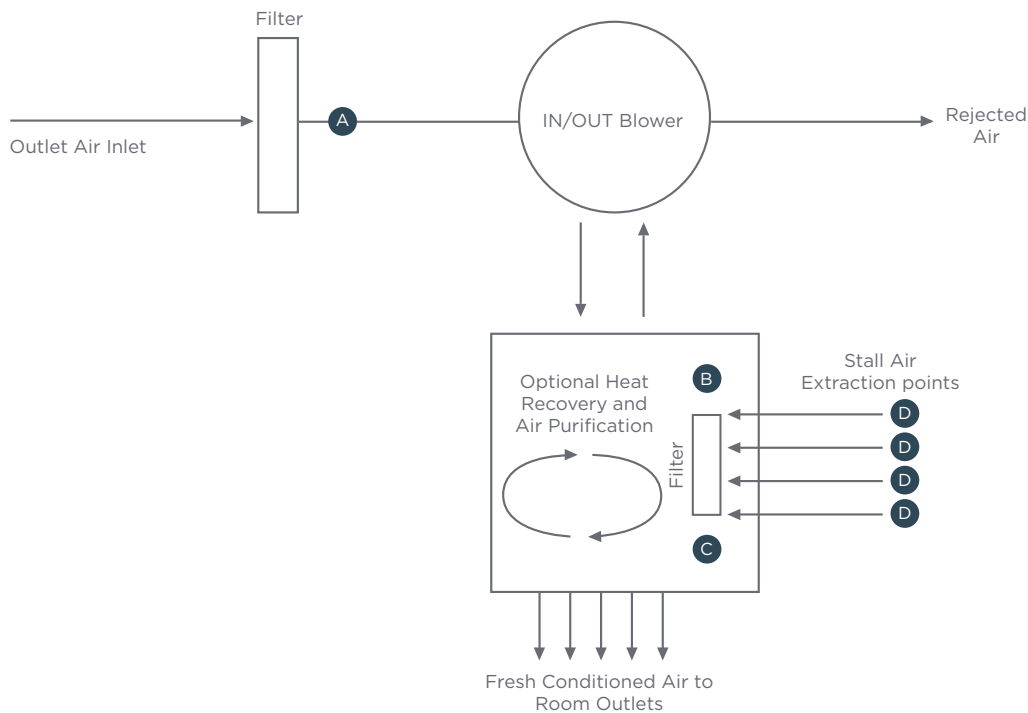 Filter
Outlet Air Inlet
A
IN/OUT Blower
Rejected
Air
Optional Heat
Recovery and
Air Purification
B
Filter
C
Stall Air
Extraction points
D
D
D
D
Fresh Conditioned Air to
Room Outlets